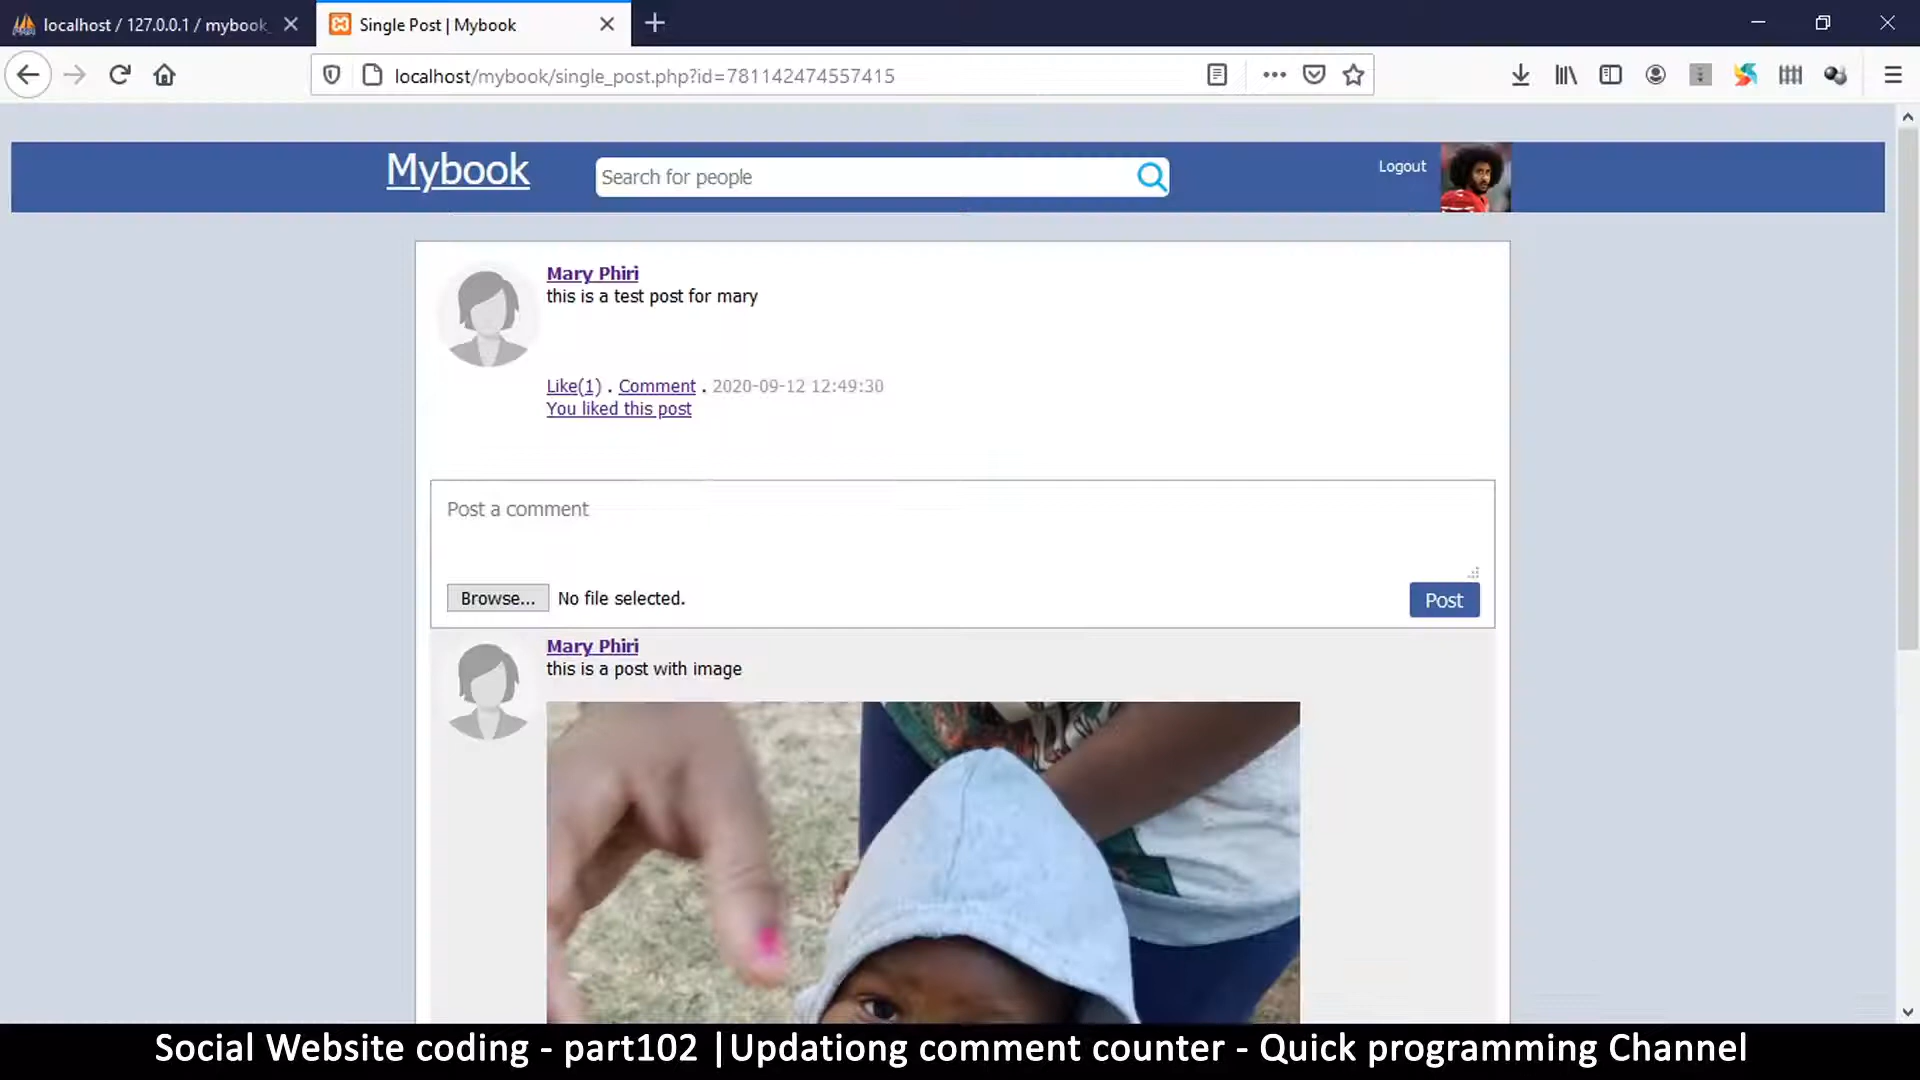 localhost / 127.0.0.1 / mybook_
Single Post | Mybook
localhost/mybook/single_post.php?id=781142474557415
Mybook
Search for people
Logout
Mary Phiri
this is a test post for mary
Like(1) . Comment . 2020-09-12 12:49:30
You liked this post
Post a comment
Browse... No file selected.
Post
Mary Phiri
this is a post with image
Social Website coding - part102 |Updationg comment counter - Quick programming Channel